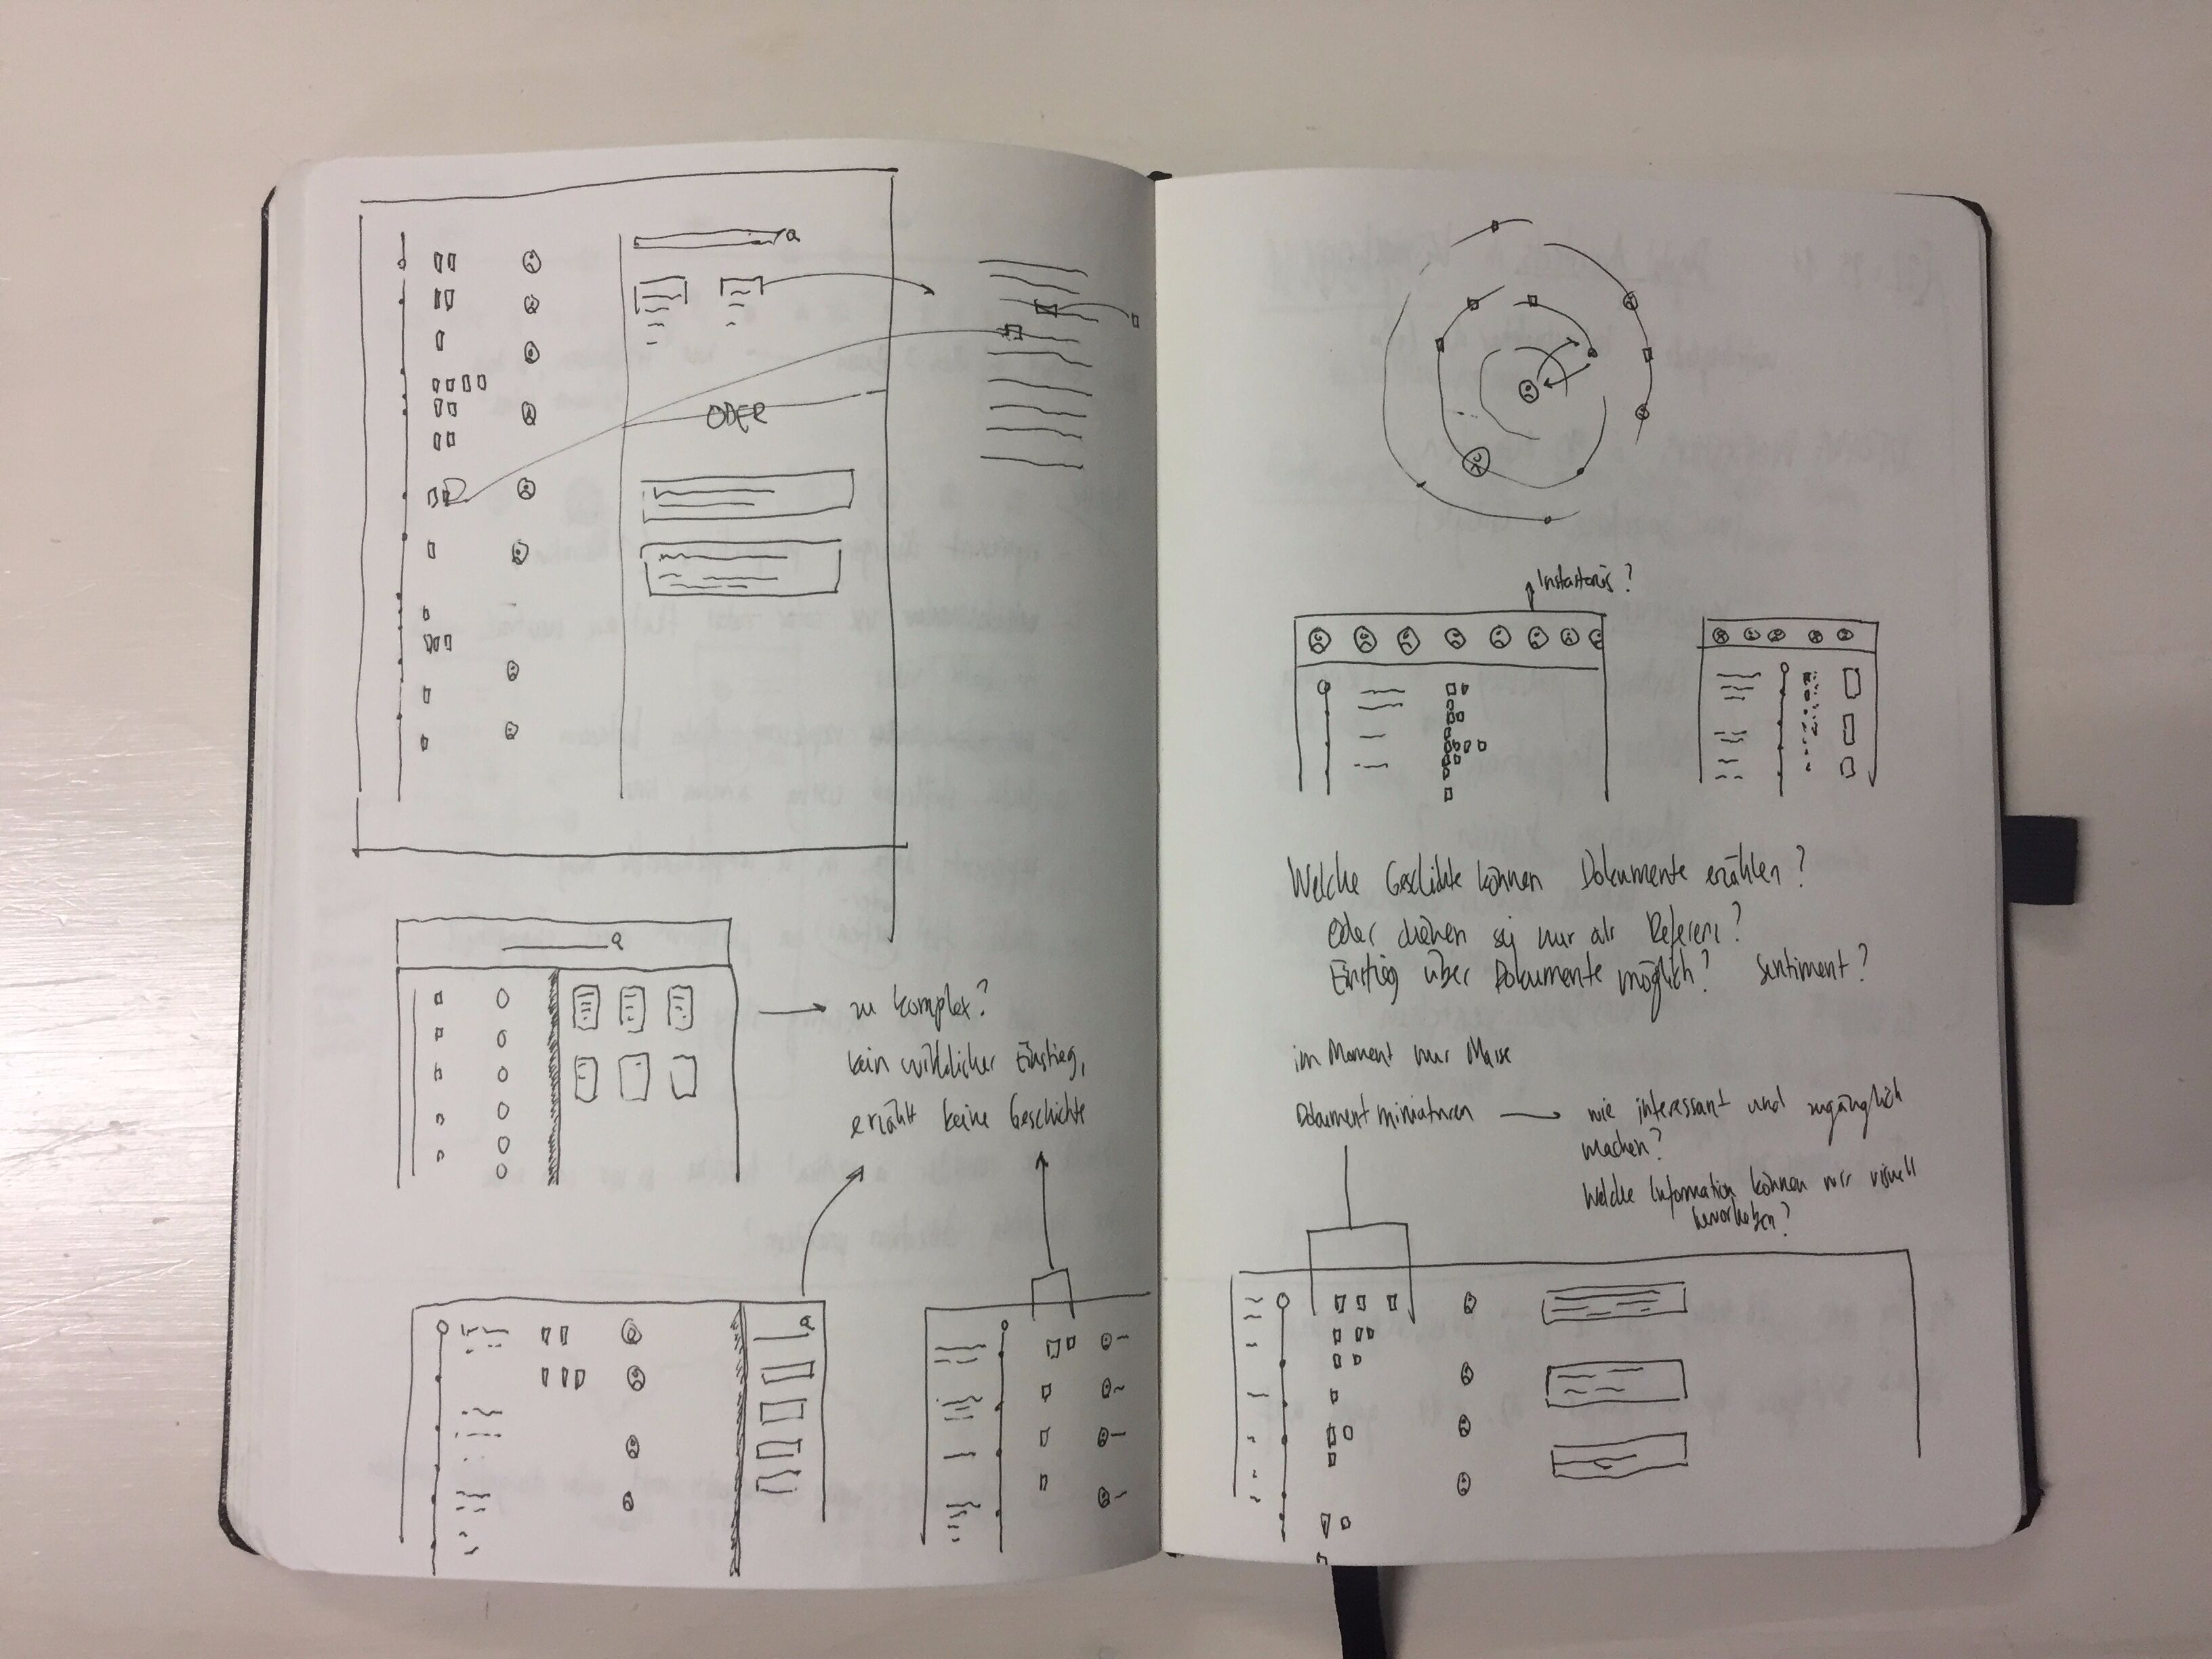 ODER
zu komplex?
kein wirklicher Einstieg,
erzählt keine Geschichte
Instastories?
Welche Geschichte können Dokumente erzählen?
Oder dienen sie nur als Referenz?
Einstieg über Dokumente möglich? Sentiment?
im Moment nur Masse
Dokument miniaturen
wie interessant und zugänglich
machen?
Welche Information können wir visuell
hervorheben?